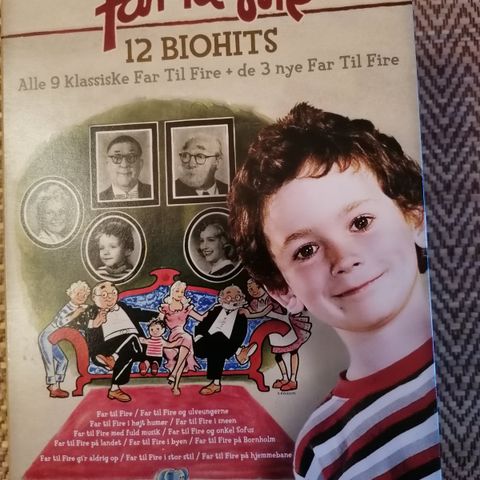 Far til fire
12 BIOHITS
Alle 9 klassiske Far Til Fire + de 3 nye Far Til Fire
Far til Fire / Far til Fire og ulveungerne
Far til Fire i højt humør / Far til Fire i sneen
Far til Fire med fuld musik / Far til Fire og onkel Sofus
Far til Fire på landet / Far til Fire i byen / Far til Fire på Bornholm
Far til Fire gi'r aldrig op / Far til Fire i stor stil / Far til Fire på hjemmebane